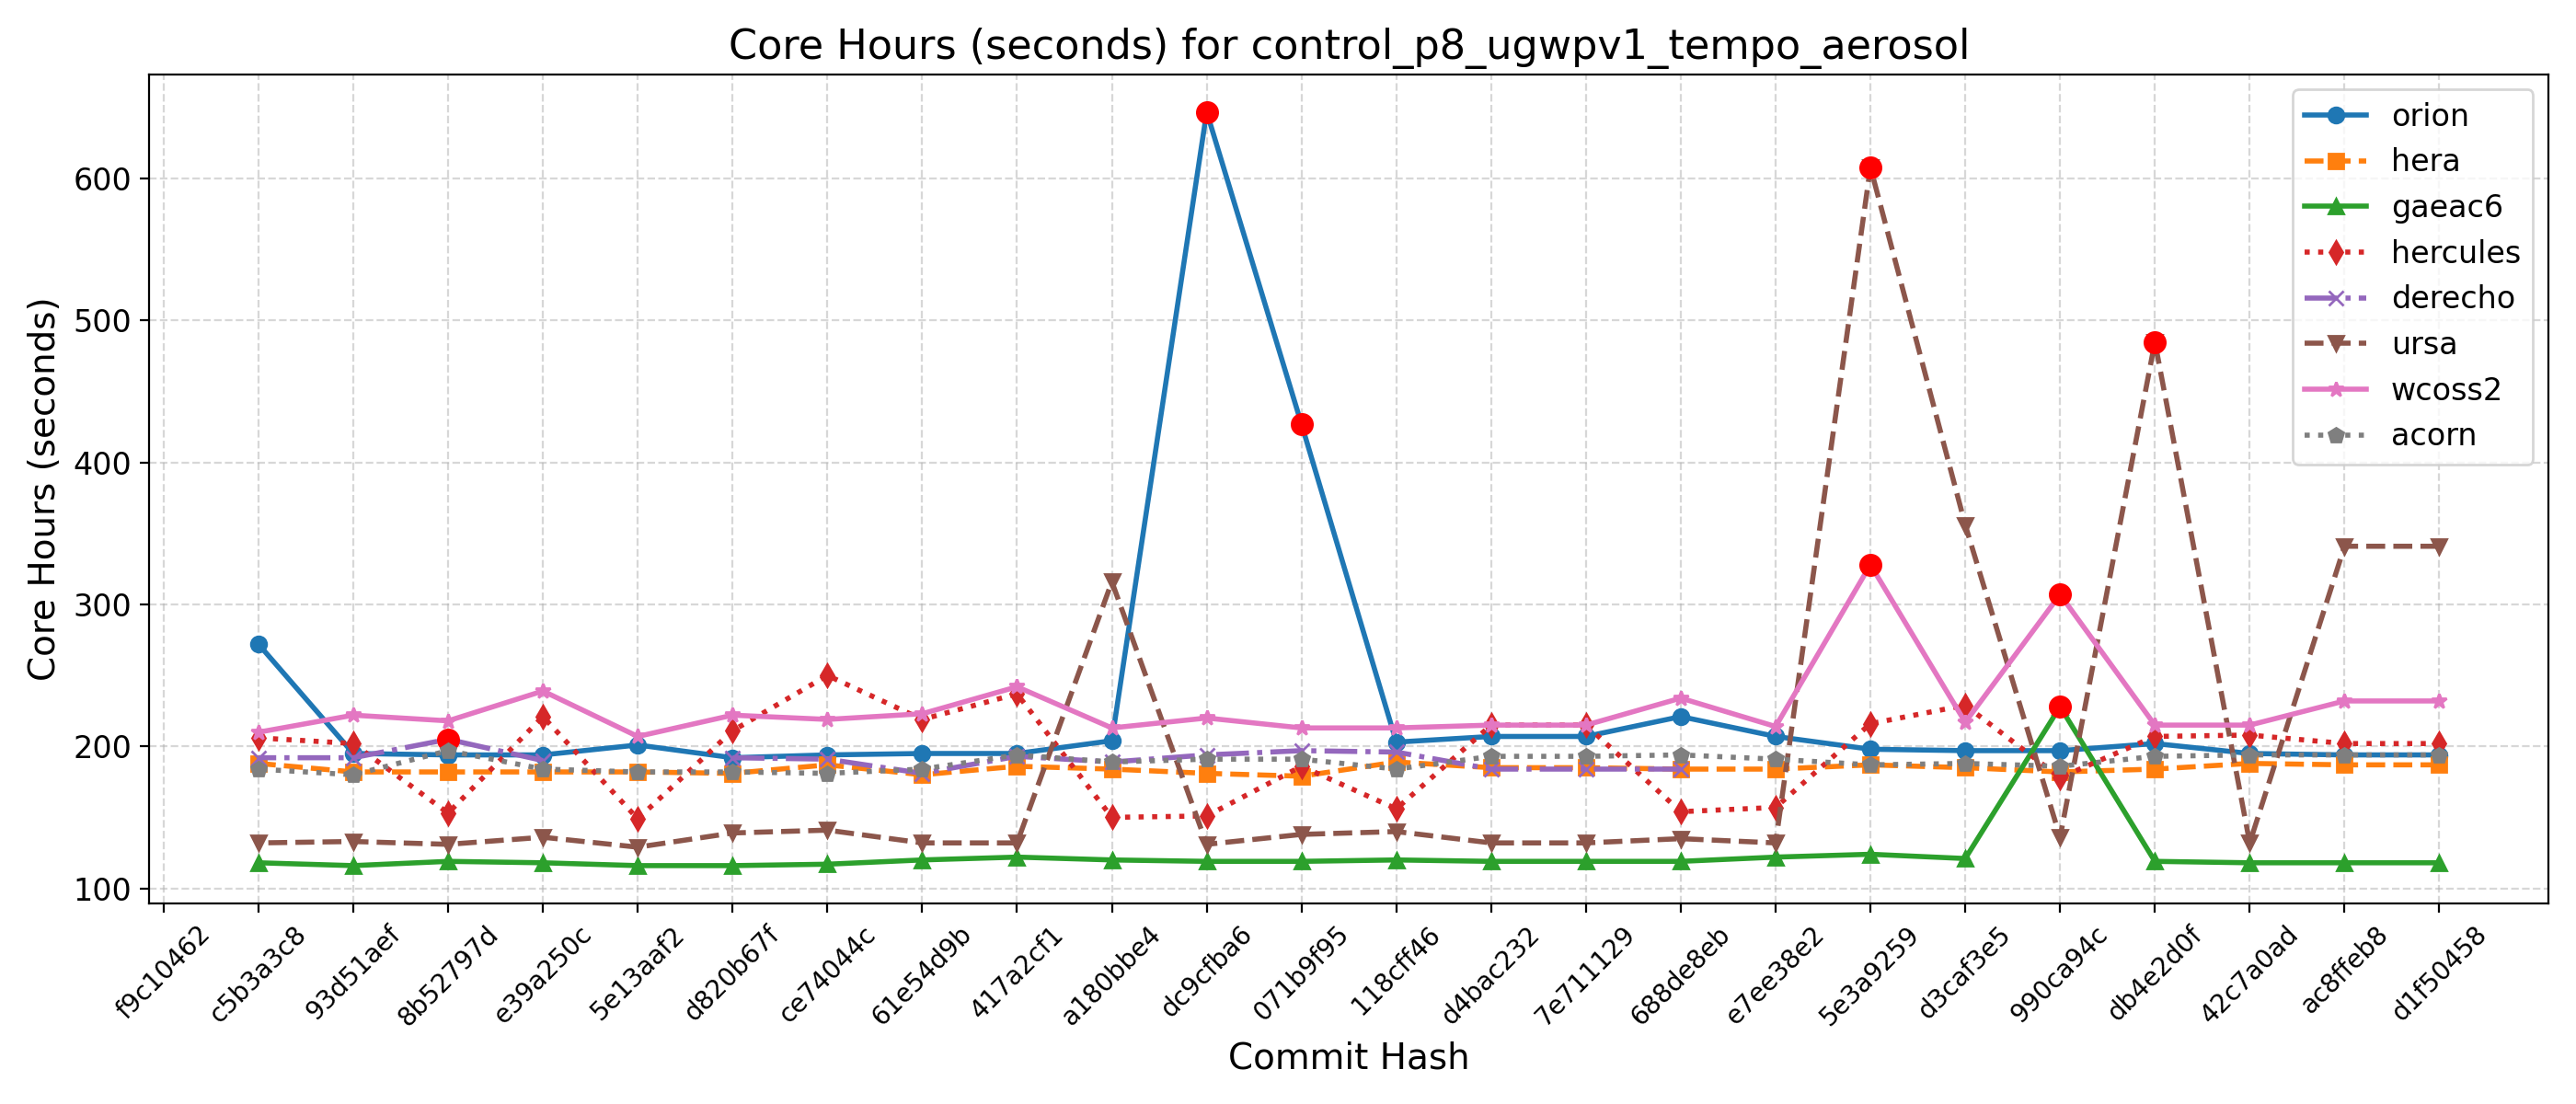 Core Hours (seconds) for control_p8_ugwpv1_tempo_aerosol
Core Hours (seconds)
600
500
400
300
200
100
orion
hera
gaeac6
hercules
derecho
ursa
wcoss2
acorn
f9c10462
c5b3a3c8
93d51aef
8b52797d
e39a250c
5e13aaf2
d820b67f
ce74044c
61e54d9b
417a2cf1
a180bbe4
dc9cfba6
071b9f95
118cff46
d4bac232
7e711129
688de8eb
e7ee38e2
5e3a9259
d3caf3e5
990ca94c
db4e2d0f
42c7a0ad
ac8ffeb8
d1f50458
Commit Hash